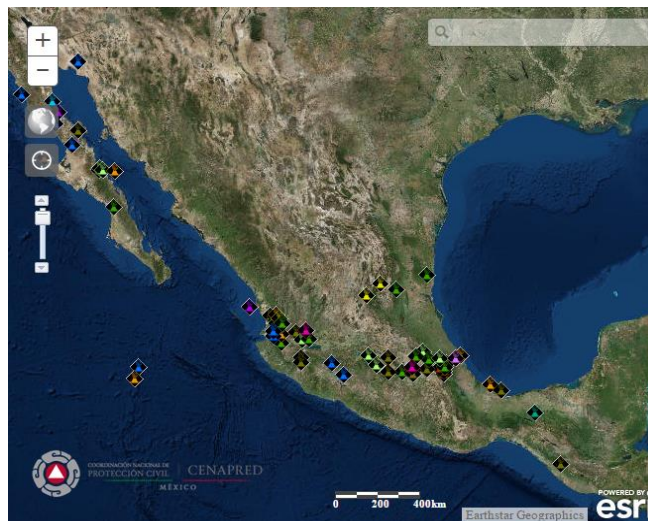 +
−
COORDINACIÓN NACIONAL DE
PROTECCIÓN CIVIL
MÉXICO
CENAPRED
0 200 400km
Earthstar Geographics
POWERED BY
esri